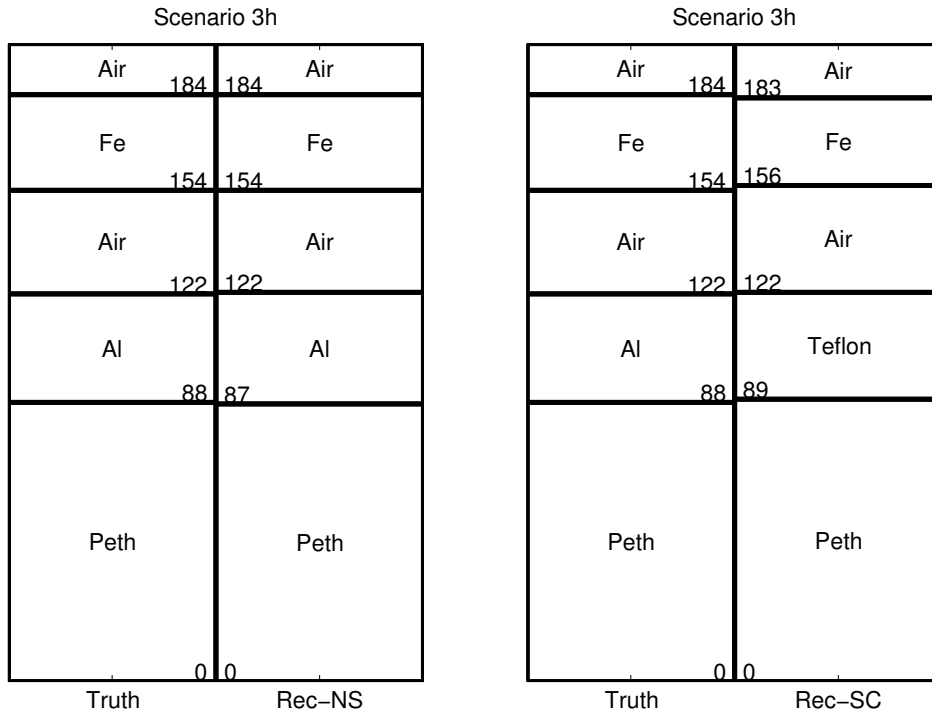 Scenario 3h
Air Air
184 184
Fe Fe
154 154
Air Air
122 122
Al Al
88 87
Peth Peth
0 0
Truth Rec−NS
Scenario 3h
Air Air
184 183
Fe Fe
154 156
Air Air
122 122
Al Teflon
88 89
Peth Peth
0 0
Truth Rec−SC